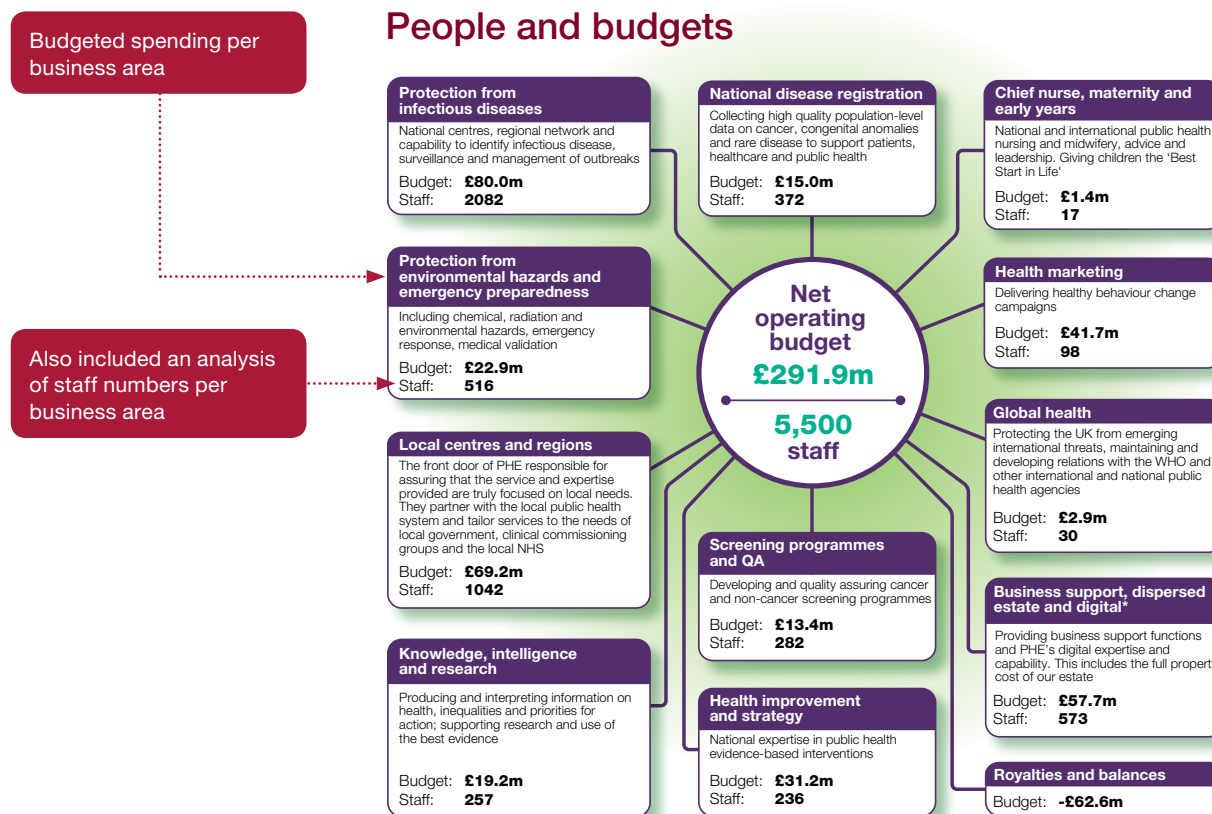 Budgeted spending per
business area
Also included an analysis
of staff numbers per
business area
People and budgets
Protection from
infectious diseases
National centres, regional network and
capability to identify infectious disease,
surveillance and management of outbreaks
Budget: £80.0m
Staff: 2082
Protection from
environmental hazards and
emergency preparedness
Including chemical, radiation and
environmental hazards, emergency
response, medical validation
Budget: £22.9m
Staff: 516
Local centres and regions
The front door of PHE responsible for
assuring that the service and expertise
provided are truly focused on local needs.
They partner with the local public health
system and tailor services to the needs of
local government, clinical commissioning
groups and the local NHS
Budget: £69.2m
Staff: 1042
Knowledge, intelligence
and research
Producing and interpreting information on
health, inequalities and priorities for
action; supporting research and use of
the best evidence
Budget: £19.2m
Staff: 257
National disease registration
Collecting high quality population-level
data on cancer, congenital anomalies
and rare disease to support patients,
healthcare and public health
Budget: £15.0m
Staff: 372
Net
operating
budget
£291.9m
5,500
staff
Screening programmes
and QA
Developing and quality assuring cancer
and non-cancer screening programmes
Budget: £13.4m
Staff: 282
Health improvement
and strategy
National expertise in public health
evidence-based interventions
Budget: £31.2m
Staff: 236
Chief nurse, maternity and
early years
National and international public health
nursing and midwifery, advice and
leadership. Giving children the ‘Best
Start in Life'
Budget: £1.4m
Staff: 17
Health marketing
Delivering healthy behaviour change
campaigns
Budget: £41.7m
Staff: 98
Global health
Protecting the UK from emerging
international threats, maintaining and
developing relations with the WHO and
other international and national public
health agencies
Budget: £2.9m
Staff: 30
Business support, dispersed
estate and digital*
Providing business support functions
and PHE's digital expertise and
capability. This includes the full propert
cost of our estate
Budget: £57.7m
Staff: 573
Royalties and balances
Budget: -£62.6m